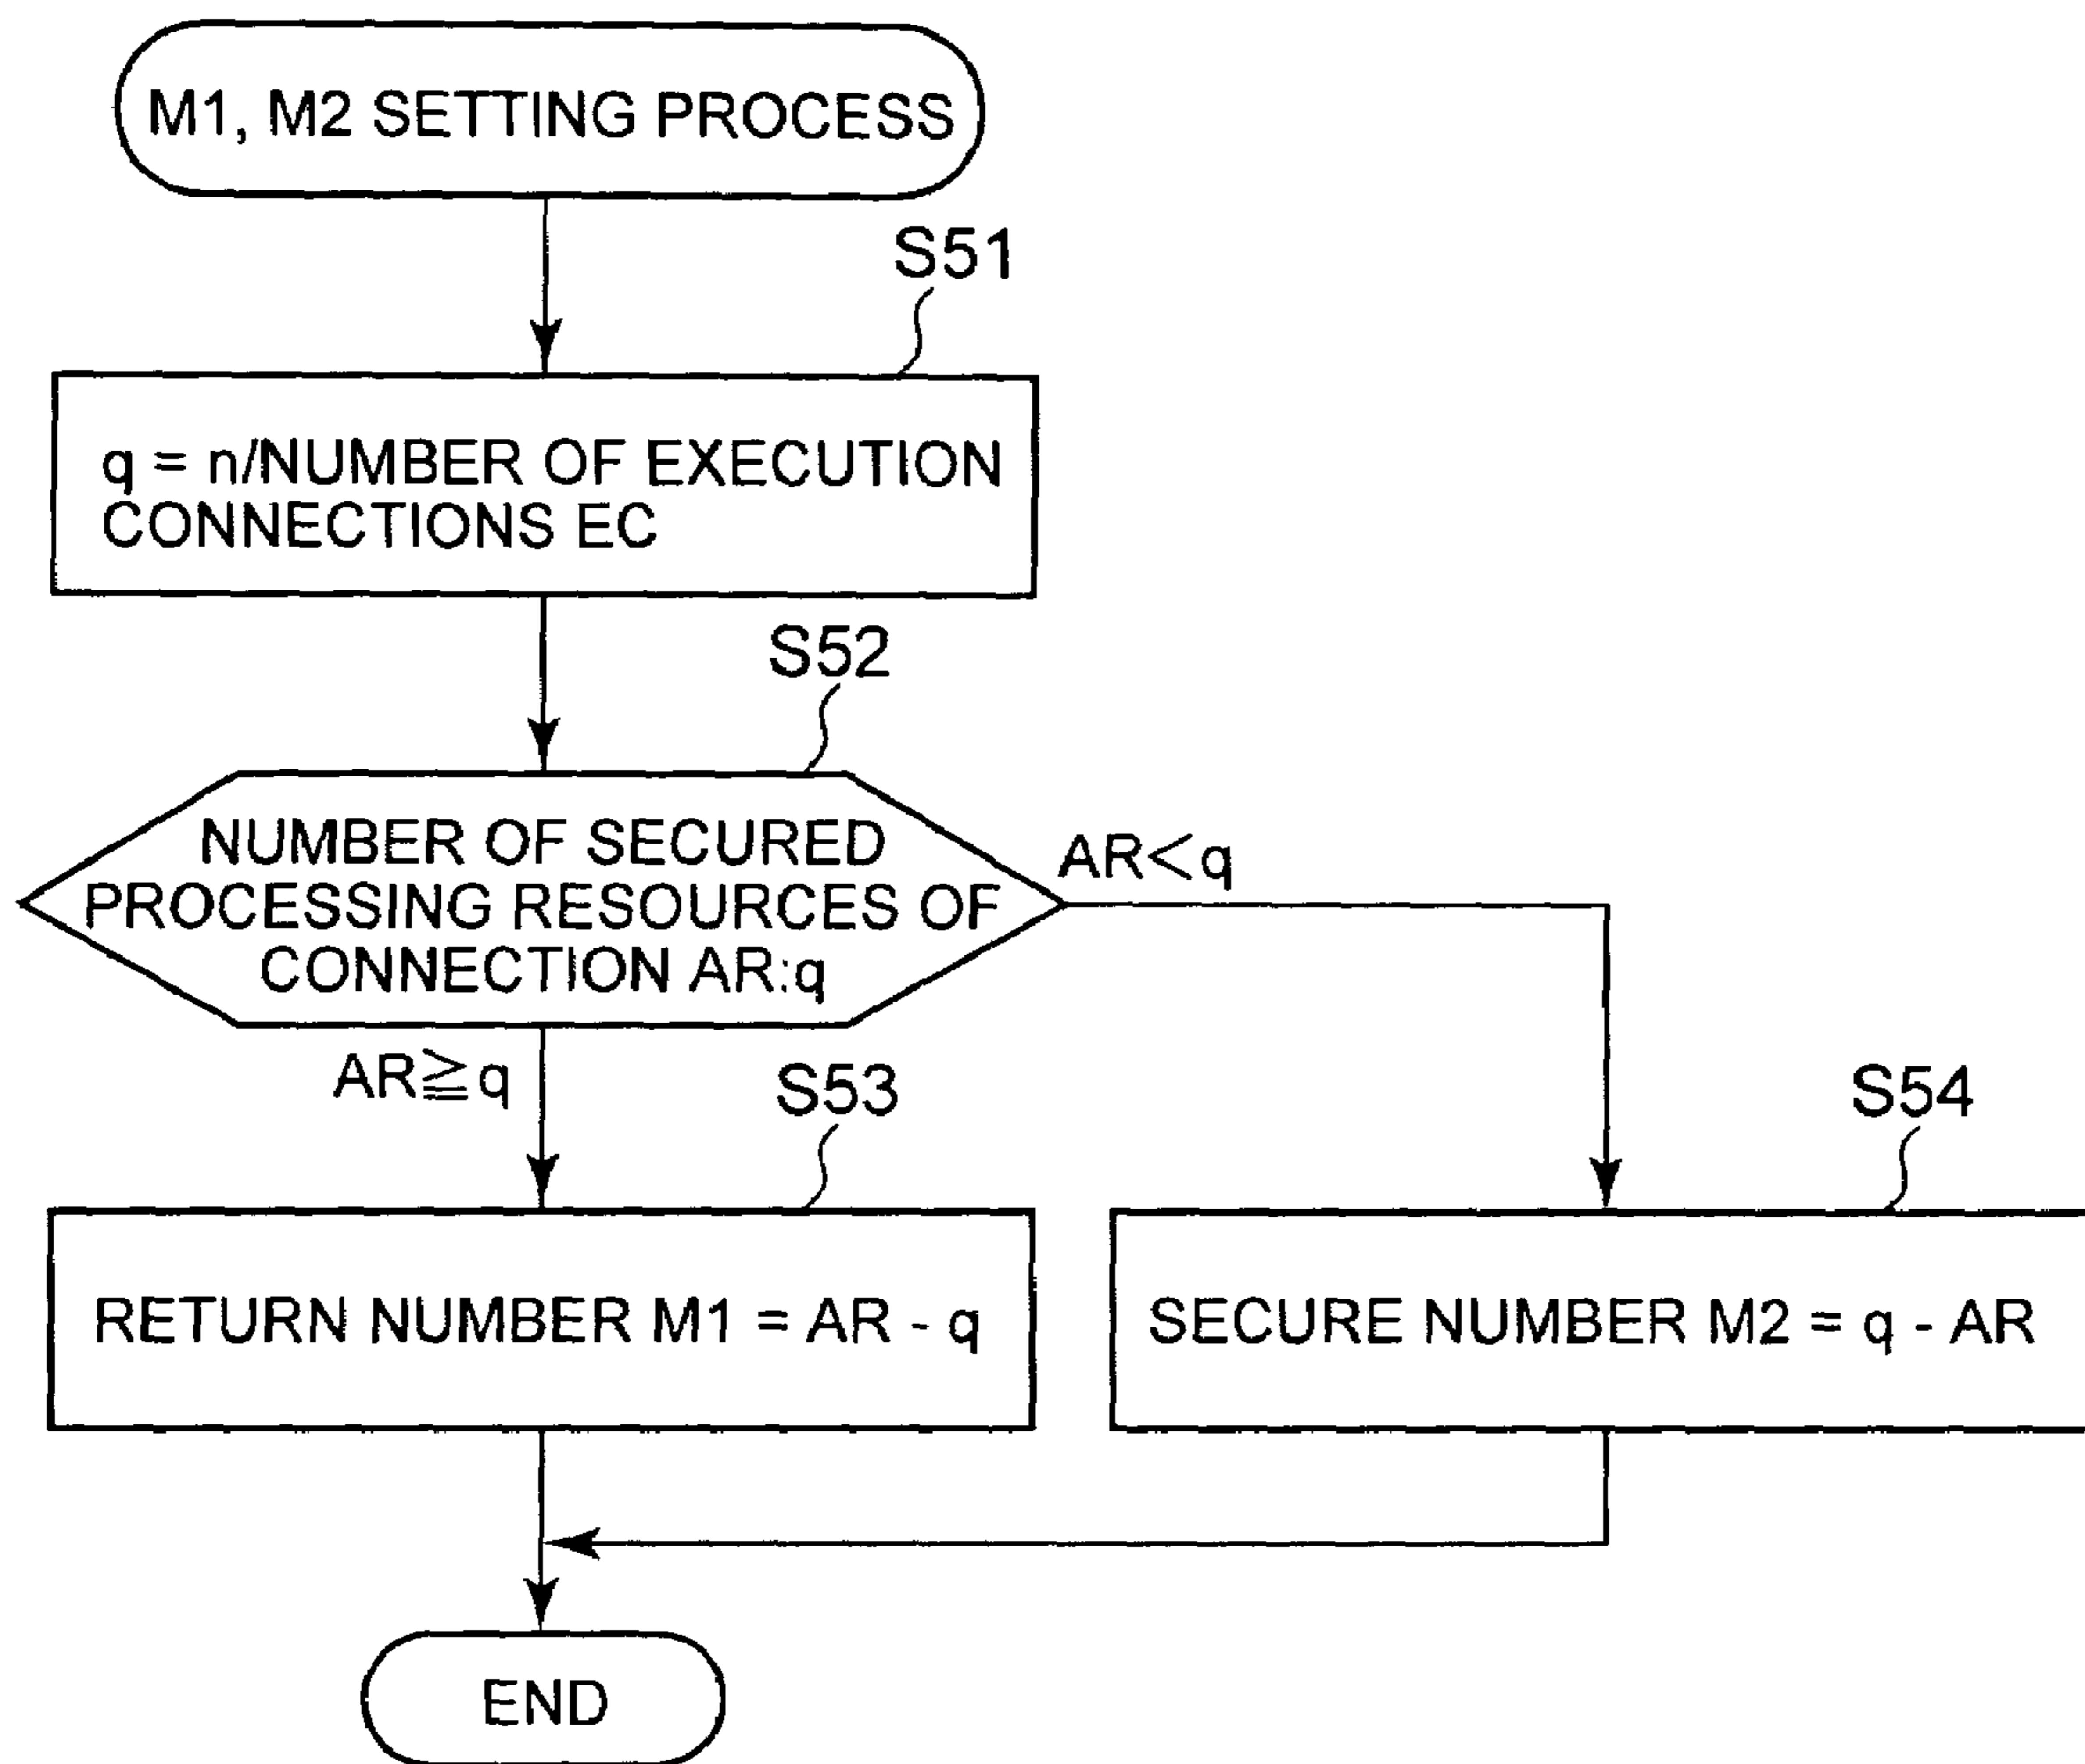 M1, M2 SETTING PROCESS
S51
q = n/NUMBER OF EXECUTION
CONNECTIONS EC
S52
NUMBER OF SECURED
PROCESSING RESOURCES OF
CONNECTION AR:q
AR<q
AR≧q
S53
S54
RETURN NUMBER M1 = AR - q
SECURE NUMBER M2 = q - AR
END